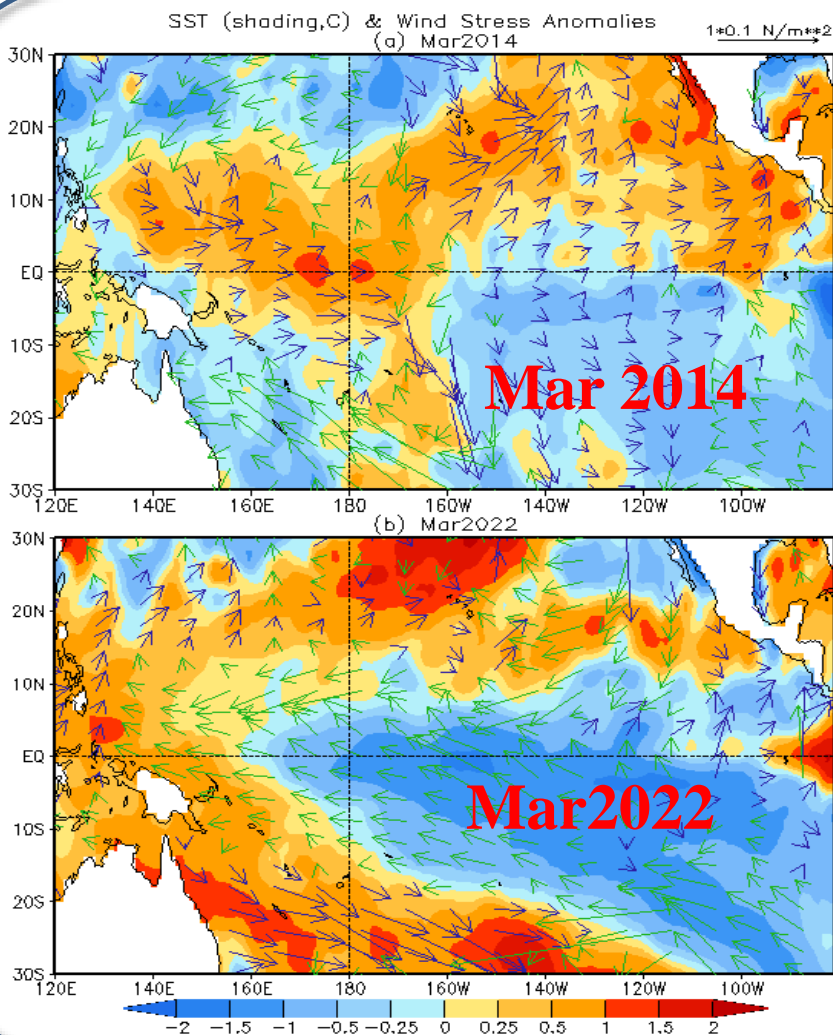 SST (shading,C) & Wind Stress Anomalies
(a) Mar2014
1*0.1 N/m**2
30N
20N
10N
EQ
10S
20S
30S
Mar 2014
120E 140E 160E 180 160W 140W 120W 100W
(b) Mar2022
30N
20N
10N
EQ
10S
20S
30S
Mar2022
120E 140E 160E 180 160W 140W 120W 100W
-2 -1.5 -1 -0.5 -0.25 0 0.25 0.5 1 1.5 2